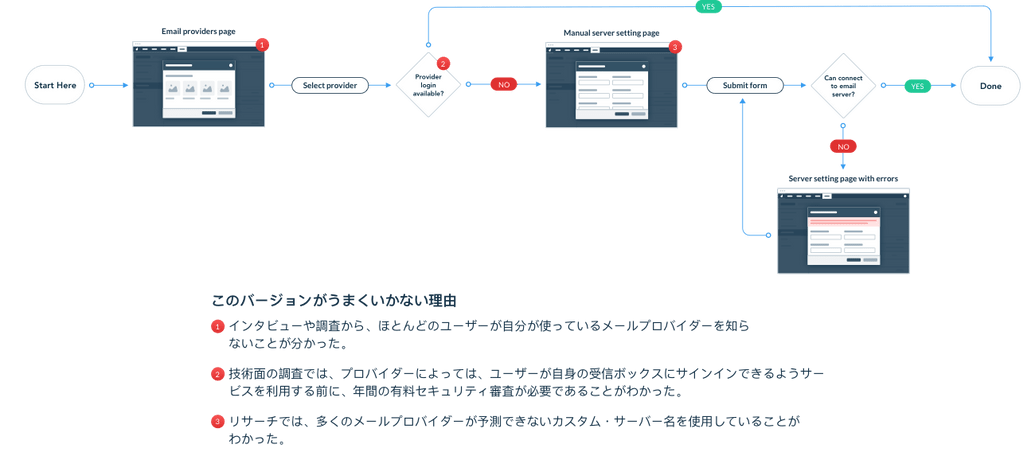 YES
Email providers page
Manual server setting page
1
3
2
Start Here
Select provider
Provider
login
available?
NO
Submit form
Can connect
to email
server?
YES
Done
NO
Server setting page with errors
このバージョンがうまくいかない理由
1 インタビューや調査から、ほとんどのユーザーが自分が使っているメールプロバイダーを知ら
ないことが分かった。
2 技術面の調査では、プロバイダーによっては、ユーザーが自身の受信ボックスにサインインできるようサー
ビスを利用する前に、年間の有料セキュリティ審査が必要であることがわかった。
3 リサーチでは、多くのメールプロバイダーが予測できないカスタム・サーバー名を使用していることが
わかった。